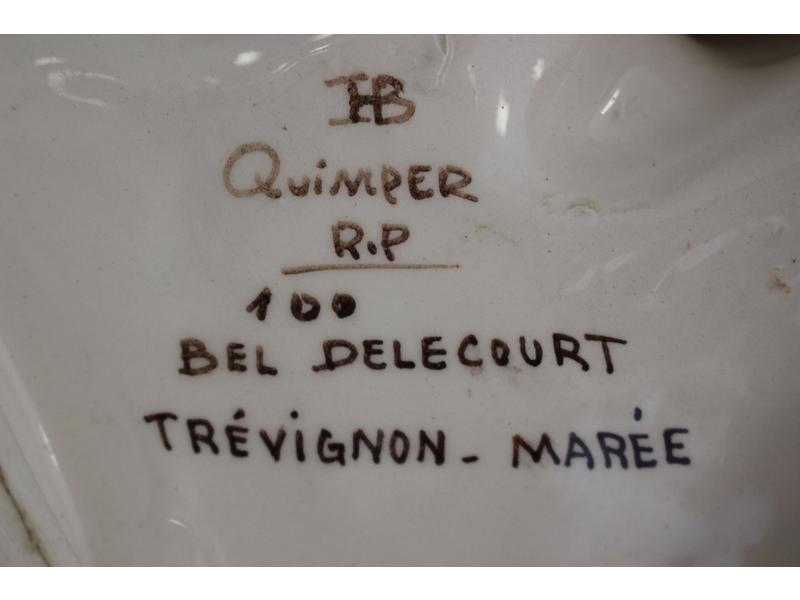 HB
QUIMPER
R.P
100
BEL DELECOURT
TRÉVIGNON - MARÉE